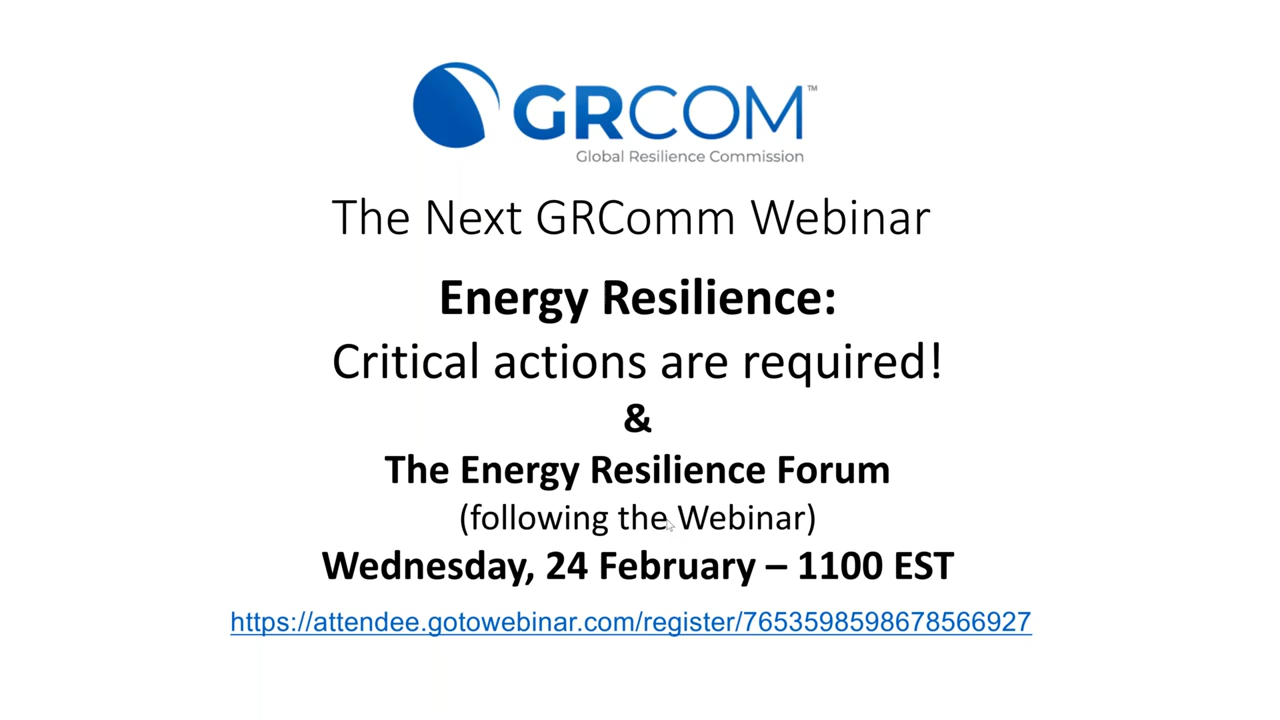 GRCOM™
Global Resilience Commission
The Next GRComm Webinar
Energy Resilience:
Critical actions are required!
&
The Energy Resilience Forum
(following the Webinar)
Wednesday, 24 February – 1100 EST
https://attendee.gotowebinar.com/register/7653598598678566927